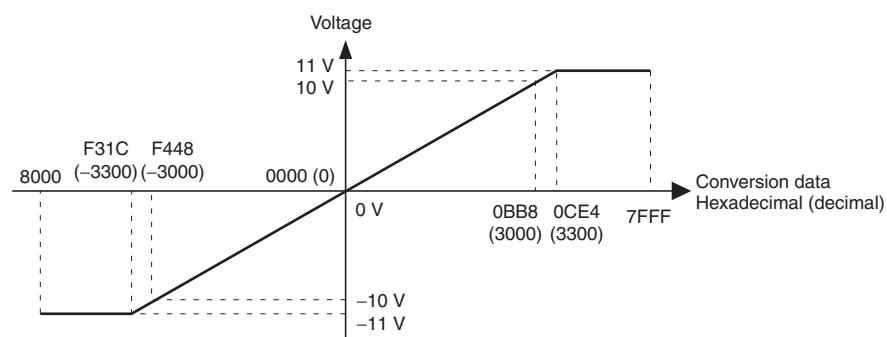 Voltage
11 V
10 V
F31C F448
(−3300) (−3000)
8000
0000 (0)
Conversion data
Hexadecimal (decimal)
0 V
0BB8 0CE4 7FFF
(3000) (3300)
−10 V
−11 V